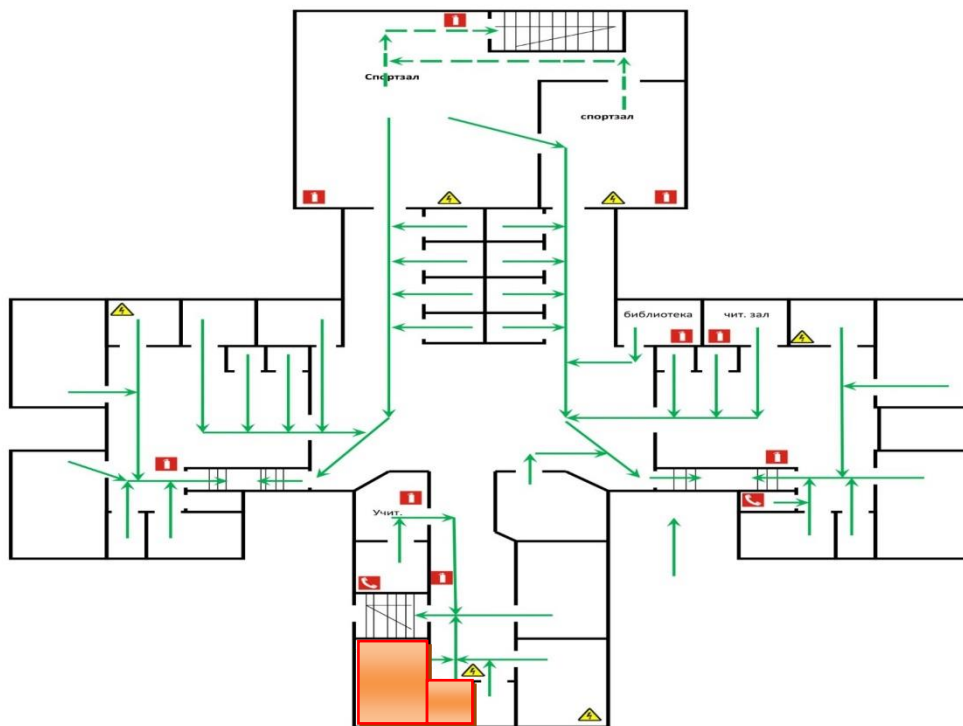 Спортзал
спортзал
библиотека
чит. зал
Учит.